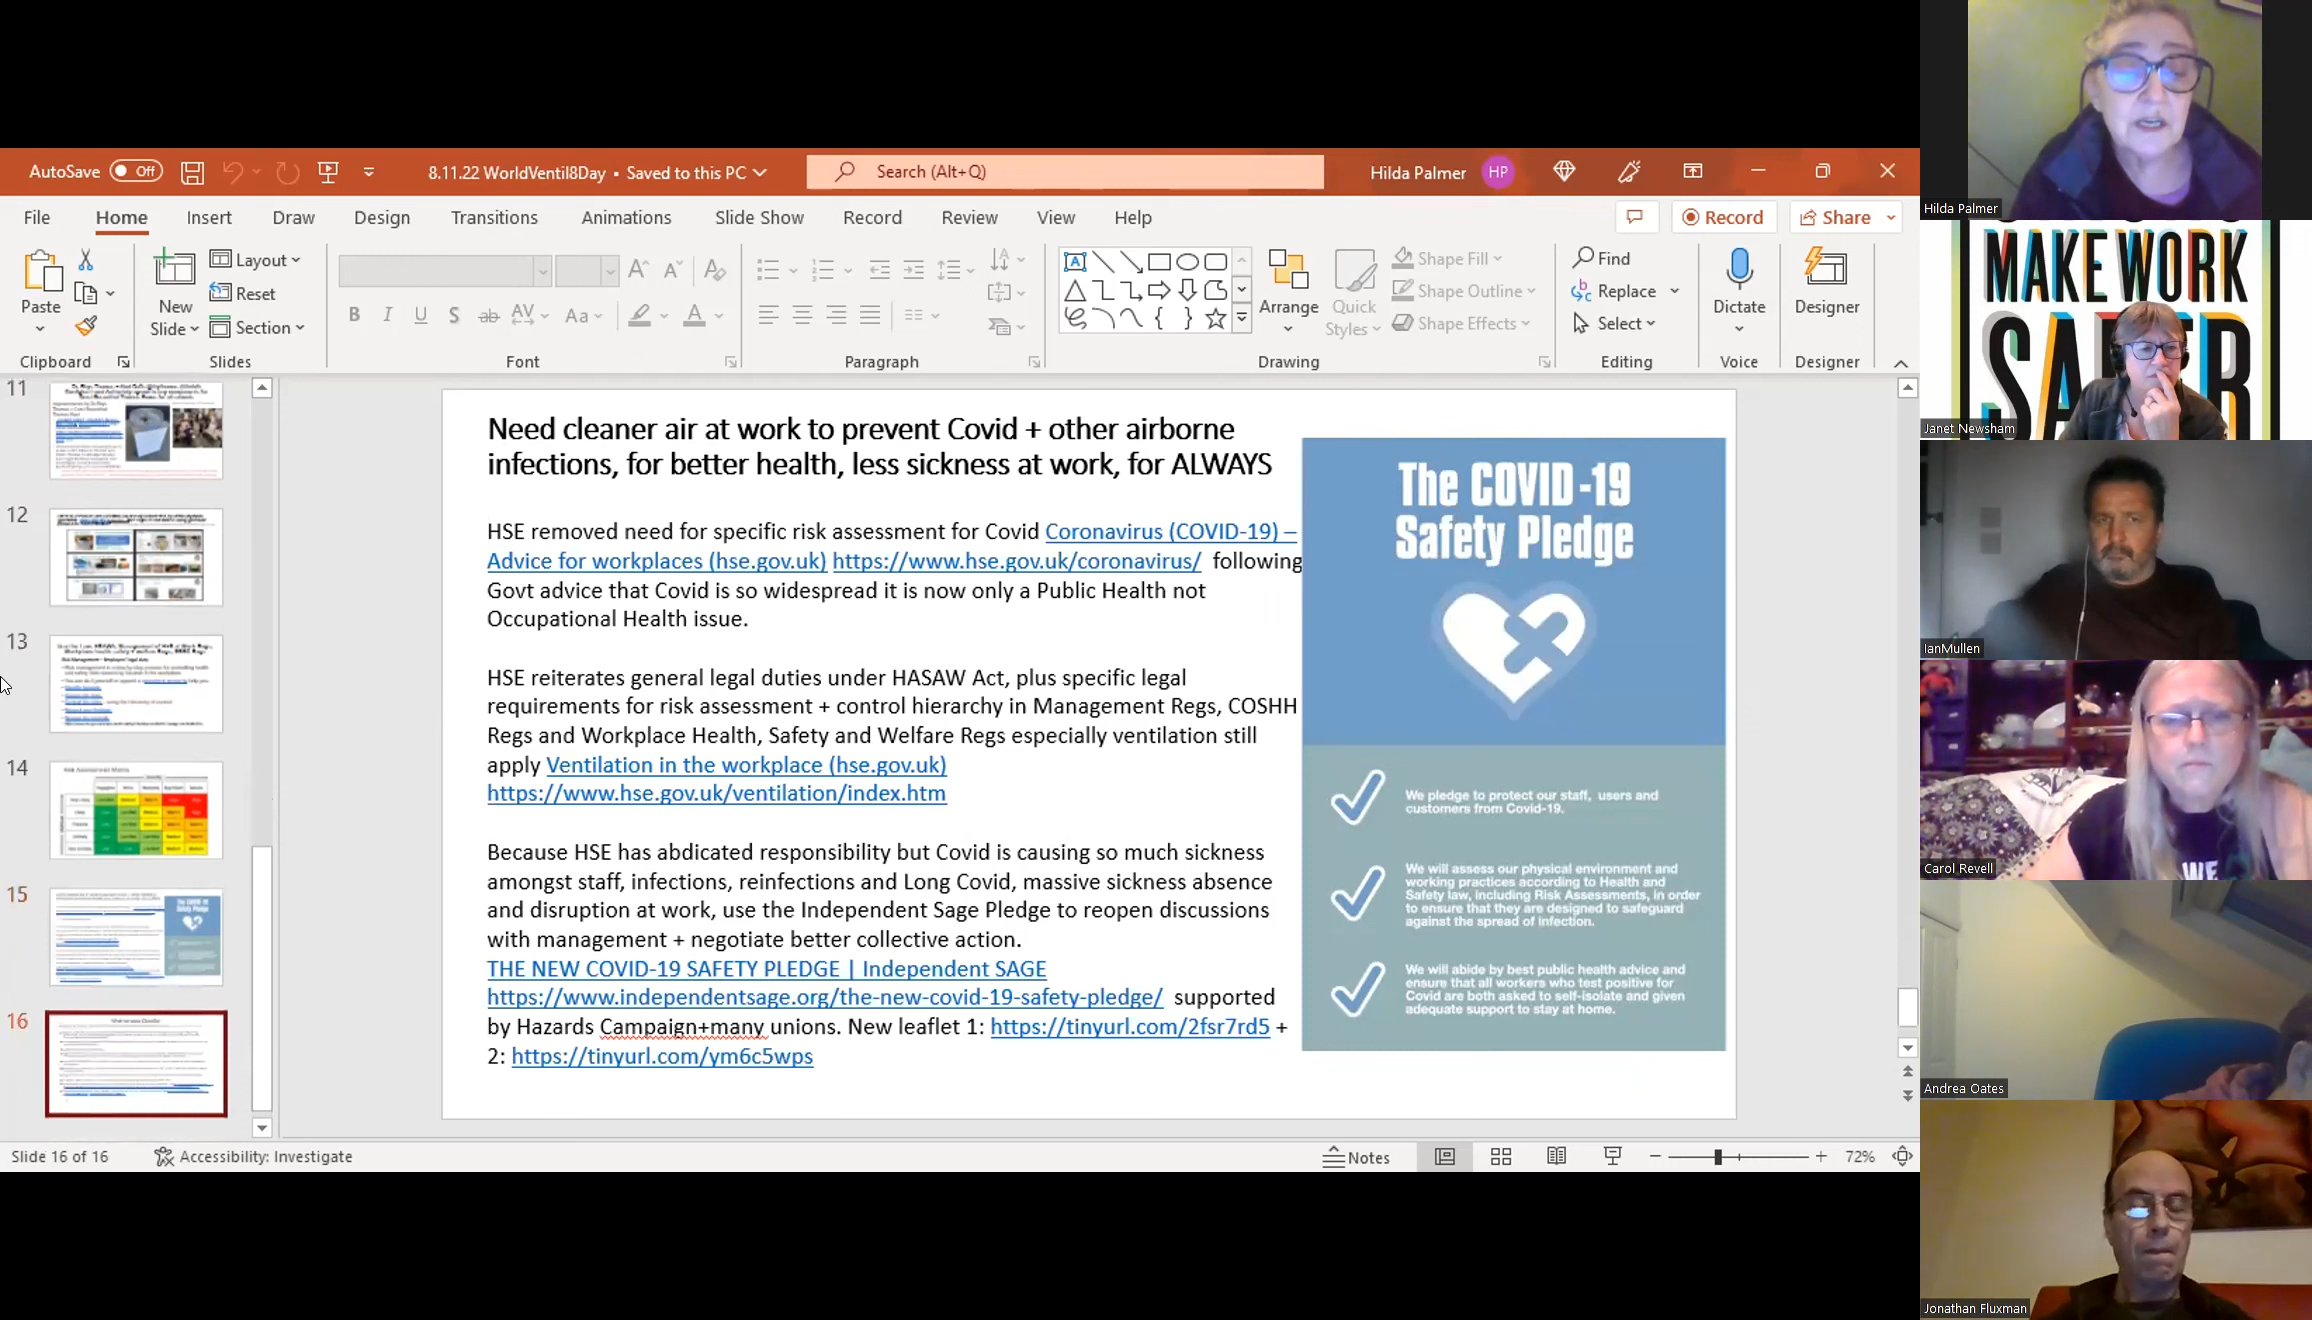 AutoSave Off
8.11.22 WorldVentil8Day • Saved to this PC
Search (Alt+Q)
Hilda Palmer HP
File Home Insert Draw Design Transitions Animations Slide Show Record Review View Help
Record Share
Paste
New
Slide
Layout
Reset
Section
B I U S ab AV Aa A
Arrange
Quick
Styles
Shape Fill
Shape Outline
Shape Effects
Find
Replace
Select
Dictate
Designer
Clipboard Slides Font Paragraph Drawing Editing Voice Designer
11
12
13
14
15
16
Need cleaner air at work to prevent Covid + other airborne
infections, for better health, less sickness at work, for ALWAYS
HSE removed need for specific risk assessment for Covid Coronavirus (COVID-19) –
Advice for workplaces (hse.gov.uk) https://www.hse.gov.uk/coronavirus/ following
Govt advice that Covid is so widespread it is now only a Public Health not
Occupational Health issue.
HSE reiterates general legal duties under HASAW Act, plus specific legal
requirements for risk assessment + control hierarchy in Management Regs, COSHH
Regs and Workplace Health, Safety and Welfare Regs especially ventilation still
apply Ventilation in the workplace (hse.gov.uk)
https://www.hse.gov.uk/ventilation/index.htm
Because HSE has abdicated responsibility but Covid is causing so much sickness
amongst staff, infections, reinfections and Long Covid, massive sickness absence
and disruption at work, use the Independent Sage Pledge to reopen discussions
with management + negotiate better collective action.
THE NEW COVID-19 SAFETY PLEDGE | Independent SAGE
https://www.independentsage.org/the-new-covid-19-safety-pledge/ supported
by Hazards Campaign+many unions. New leaflet 1: https://tinyurl.com/2fsr7rd5 +
2: https://tinyurl.com/ym6c5wps
The COVID-19
Safety Pledge
We pledge to protect our staff, users and
customers from Covid-19.
We will assess our physical environment and
working practices according to Health and
Safety law, including Risk Assessments, in order
to ensure that they are designed to safeguard
against the spread of infection.
We will abide by best public health advice and
ensure that all workers who test positive for
Covid are both asked to self-isolate and given
adequate support to stay at home.
Slide 16 of 16
Accessibility: Investigate
Notes
72%
Hilda Palmer
MAKE WORK
SAFER
Janet Newsham
IanMullen
WE
Carol Revell
Andrea Oates
Jonathan Fluxman